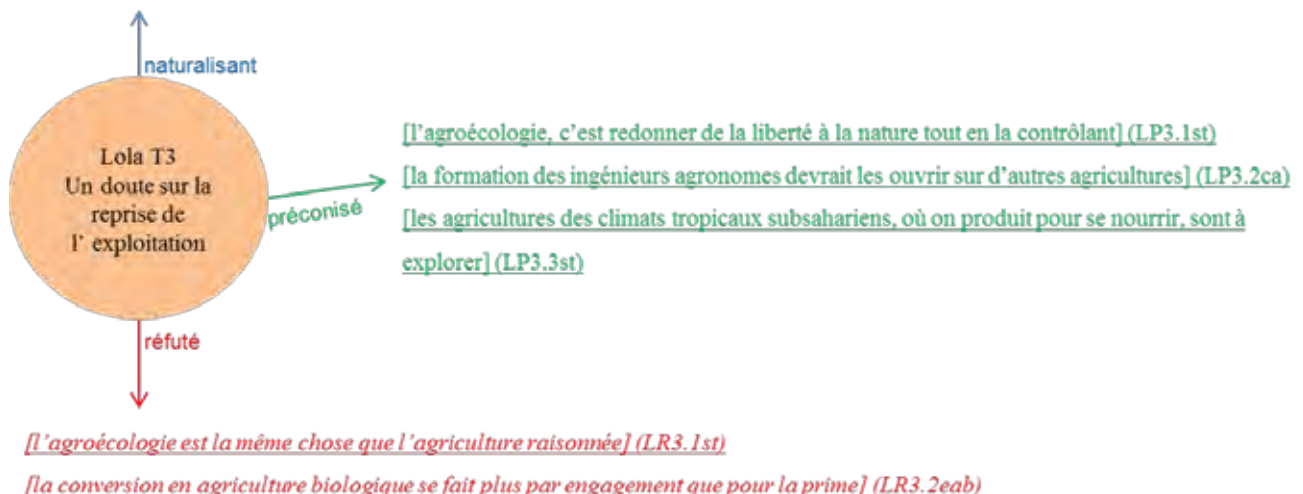 naturalisant
Lola T3
Un doute sur la
reprise de
l’ exploitation
préconisé
[l’agroécologie, c’est redonner de la liberté à la nature tout en la contrôlant] (LP3.1st)
[la formation des ingénieurs agronomes devrait les ouvrir sur d’autres agricultures] (LP3.2ca)
[les agricultures des climats tropicaux subsahariens, où on produit pour se nourrir, sont à
explorer] (LP3.3st)
réfuté
[l’agroécologie est la même chose que l’agriculture raisonnée] (LR3.1st)
[la conversion en agriculture biologique se fait plus par engagement que pour la prime] (LR3.2eab)